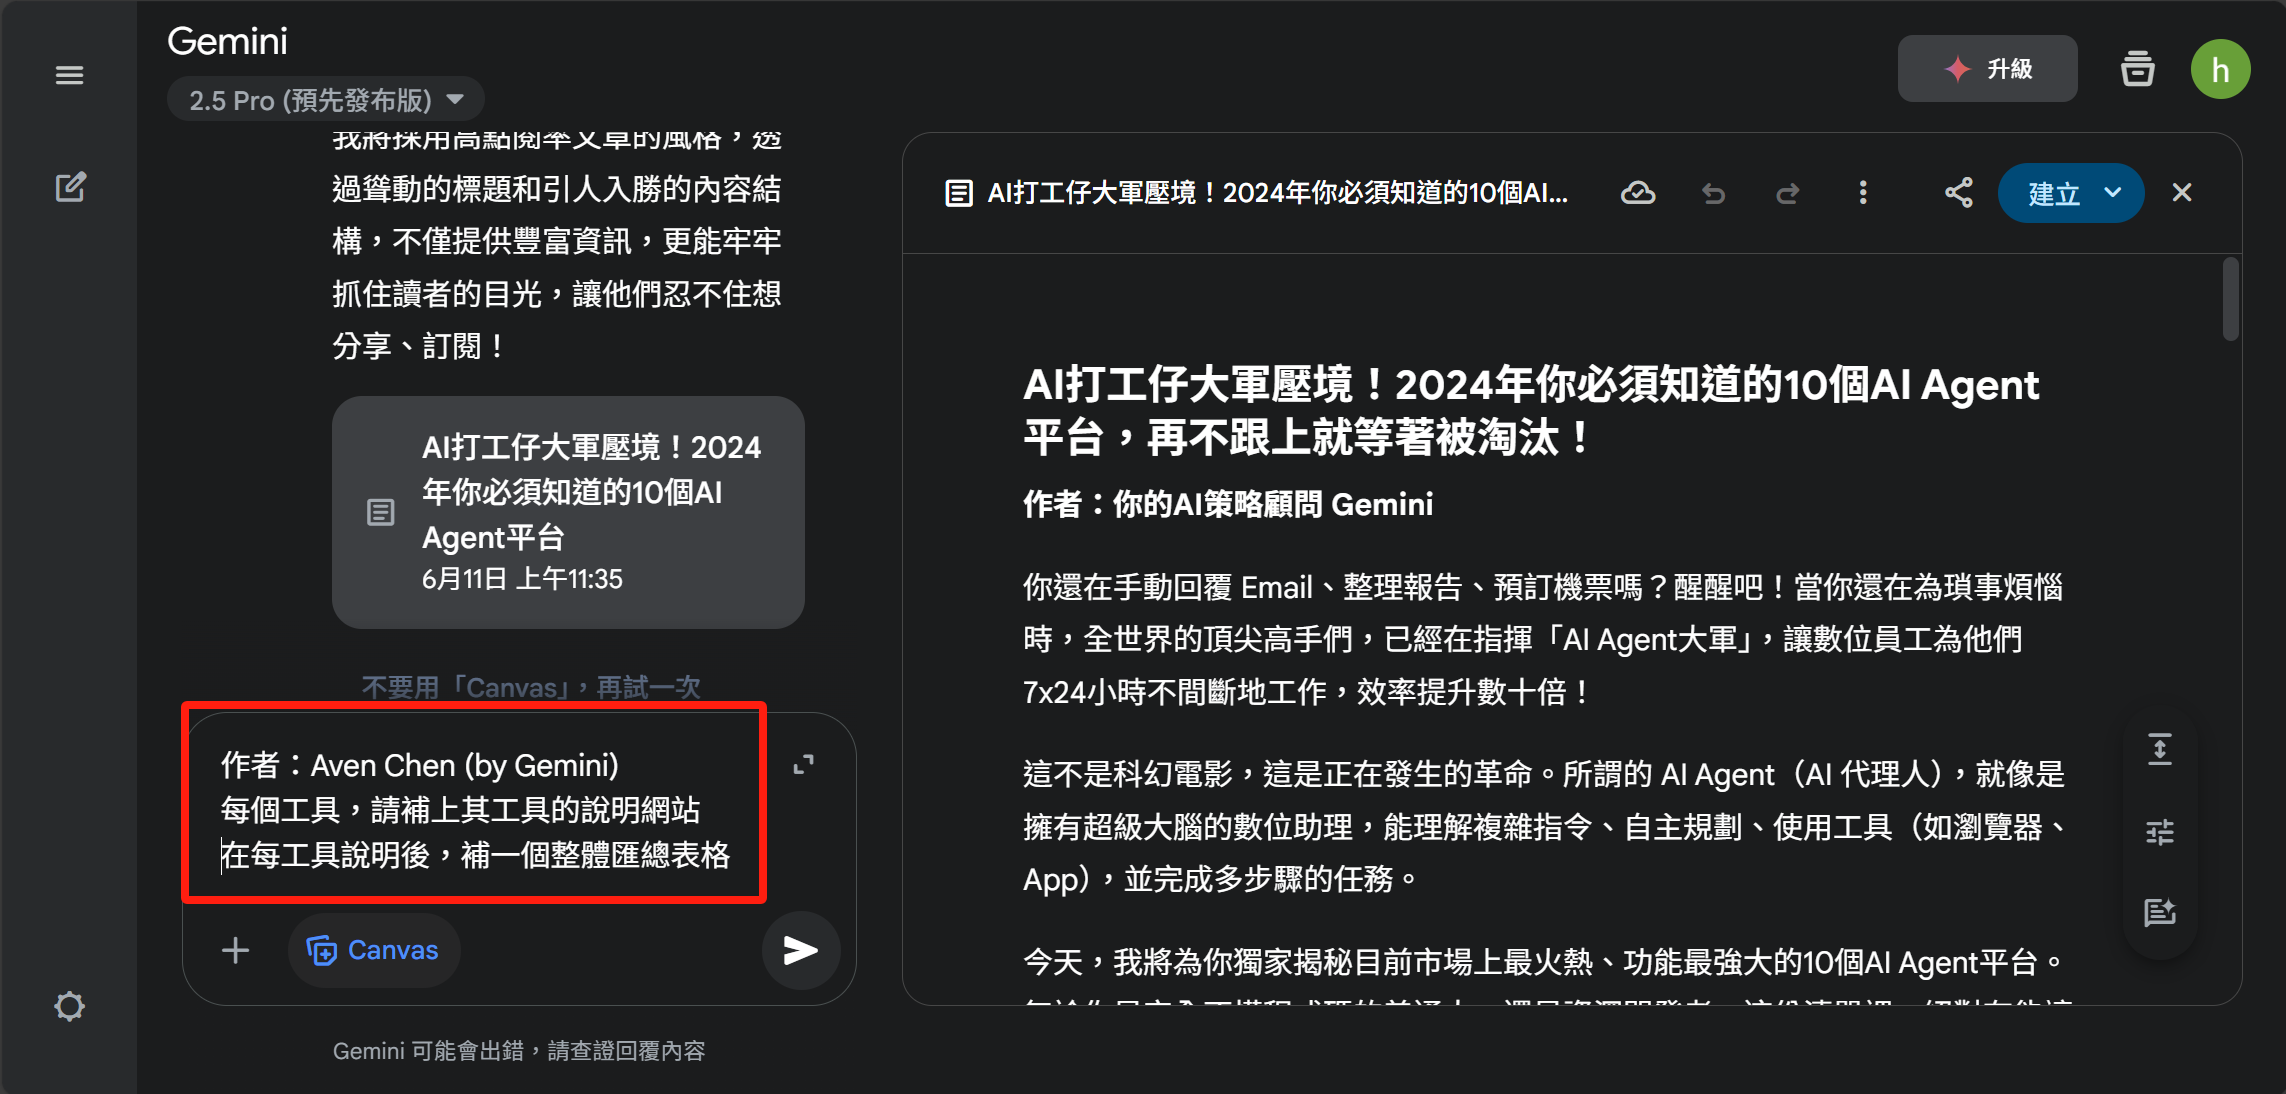 Gemini
2.5 Pro (預先發布版)
升級
h
我將採用高點閱率文章的風格，透
過聳動的標題和引人入勝的內容結
構，不僅提供豐富資訊，更能牢牢
抓住讀者的目光，讓他們忍不住想
分享、訂閱！
AI打工仔大軍壓境！2024
年你必須知道的10個AI
Agent平台
6月11日 上午11:35
不要用「Canvas」，再試一次
作者：Aven Chen (by Gemini)
每個工具，請補上其工具的說明網站
在每工具說明後，補一個整體匯總表格
Canvas
Gemini 可能會出錯，請查證回覆內容
AI打工仔大軍壓境！2024年你必須知道的10個AI...
建立
AI打工仔大軍壓境！2024年你必須知道的10個AI Agent
平台，再不跟上就等著被淘汰！
作者：你的AI策略顧問 Gemini
你還在手動回覆 Email、整理報告、預訂機票嗎？醒醒吧！當你還在為瑣事煩惱
時，全世界的頂尖高手們，已經在指揮「AI Agent大軍」，讓數位員工為他們
7x24小時不間斷地工作，效率提升數十倍！
這不是科幻電影，這是正在發生的革命。所謂的 AI Agent（AI 代理人），就像是
擁有超級大腦的數位助理，能理解複雜指令、自主規劃、使用工具（如瀏覽器、
App），並完成多步驟的任務。
今天，我將為你獨家揭秘目前市場上最火熱、功能最強大的10個AI Agent平台。